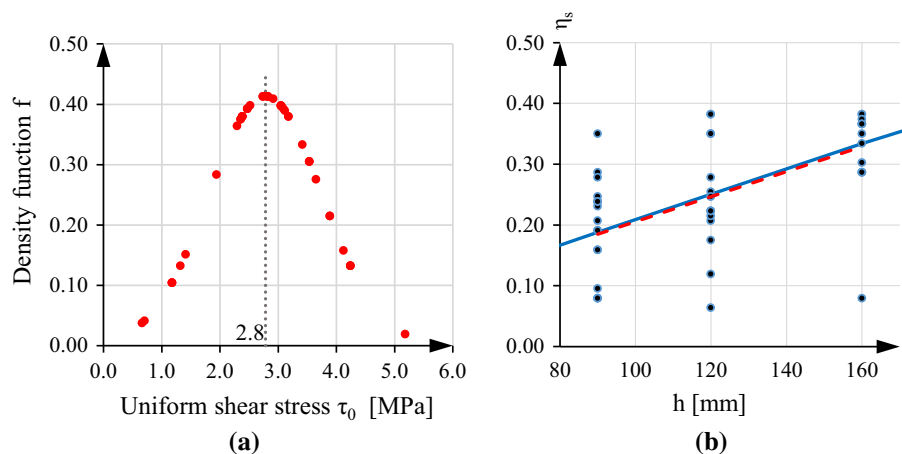 0.50
0.40
0.30
0.20
0.10
0.00
Density function f
2.8
0.0 1.0 2.0 3.0 4.0 5.0 6.0
Uniform shear stress τ0 [MPa]
(a)
ηs
0.50
0.40
0.30
0.20
0.10
0.00
80 100 120 140 160
h [mm]
(b)